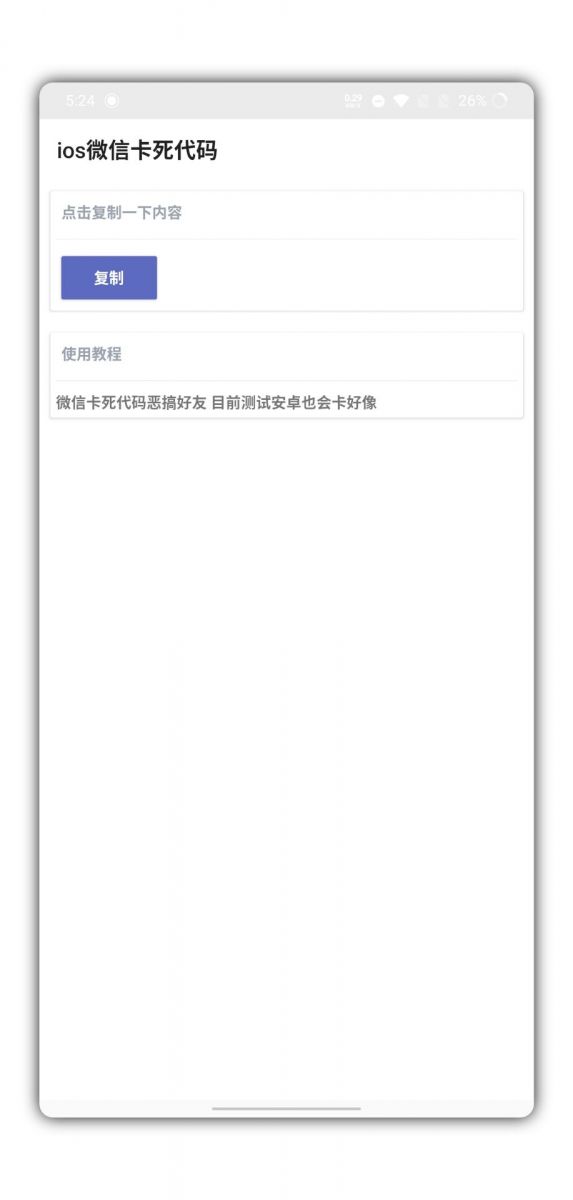 5:24
0.29
26%
ios微信卡死代码
点击复制一下内容
复制
使用教程
微信卡死代码恶搞好友 目前测试安卓也会卡好像